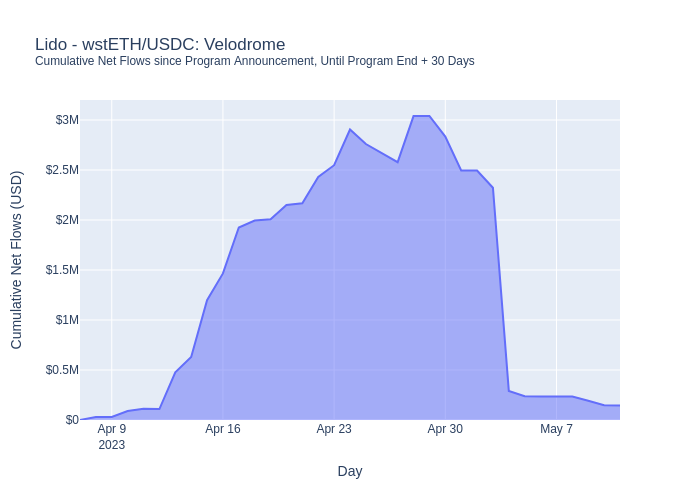 Lido - wstETH/USDC: Velodrome
Cumulative Net Flows since Program Announcement, Until Program End + 30 Days
Cumulative Net Flows (USD)
$3M
$2.5M
$2M
$1.5M
$1M
$0.5M
$0
Apr 9
2023
Apr 16
Apr 23
Apr 30
May 7
Day